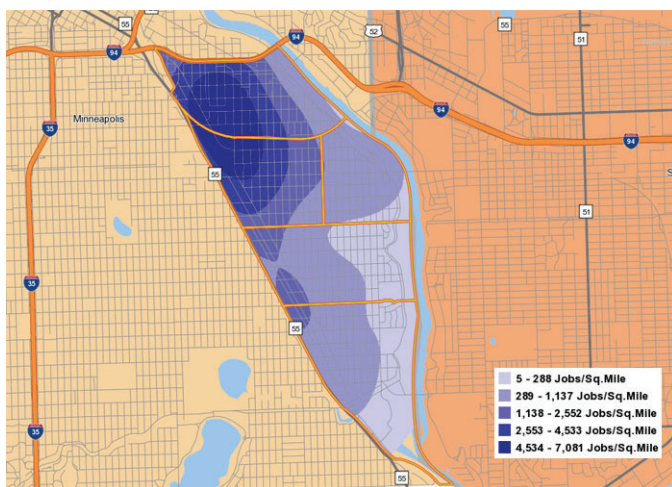 55
52
55
51
94
94
Minneapolis
35
94
94
55
S
51
35
55
35
5 - 288 Jobs/Sq.Mile
289 - 1,137 Jobs/Sq.Mile
1,138 - 2,552 Jobs/Sq.Mile
2,553 - 4,533 Jobs/Sq.Mile
4,534 - 7,081 Jobs/Sq.Mile
55